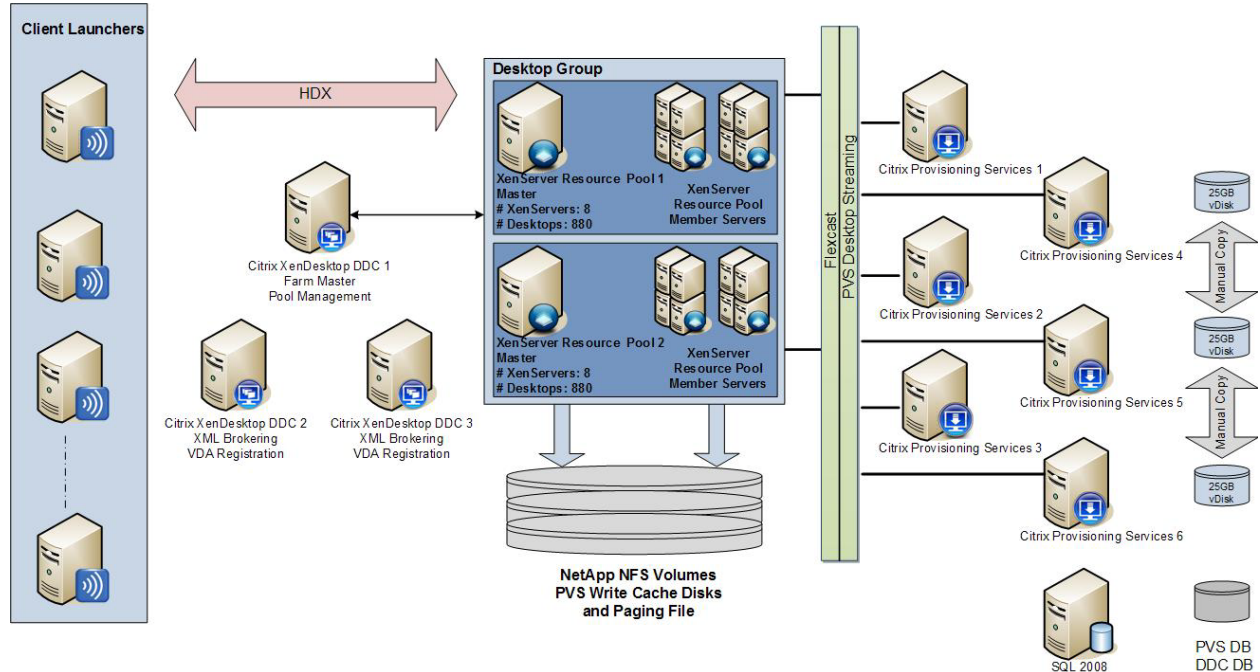 Client Launchers
HDX
Desktop Group
XenServer Resource Pool 1
Master
# XenServers: 8
# Desktops: 880
XenServer
Resource Pool
Member Servers
XenServer Resource Pool 2
Master
# XenServers: 8
# Desktops: 880
XenServer
Resource Pool
Member Servers
Citrix XenDesktop DDC 1
Farm Master
Pool Management
Citrix XenDesktop DDC 2
XML Brokering
VDA Registration
Citrix XenDesktop DDC 3
XML Brokering
VDA Registration
NetApp NFS Volumes
PVS Write Cache Disks
and Paging File
Flexcast
PVS Desktop Streaming
Citrix Provisioning Services 1
Citrix Provisioning Services 4
Citrix Provisioning Services 2
Citrix Provisioning Services 5
Citrix Provisioning Services 3
Citrix Provisioning Services 6
25GB
vDisk
Manual Copy
25GB
vDisk
Manual Copy
25GB
vDisk
SQL 2008
PVS DB
DDC DB